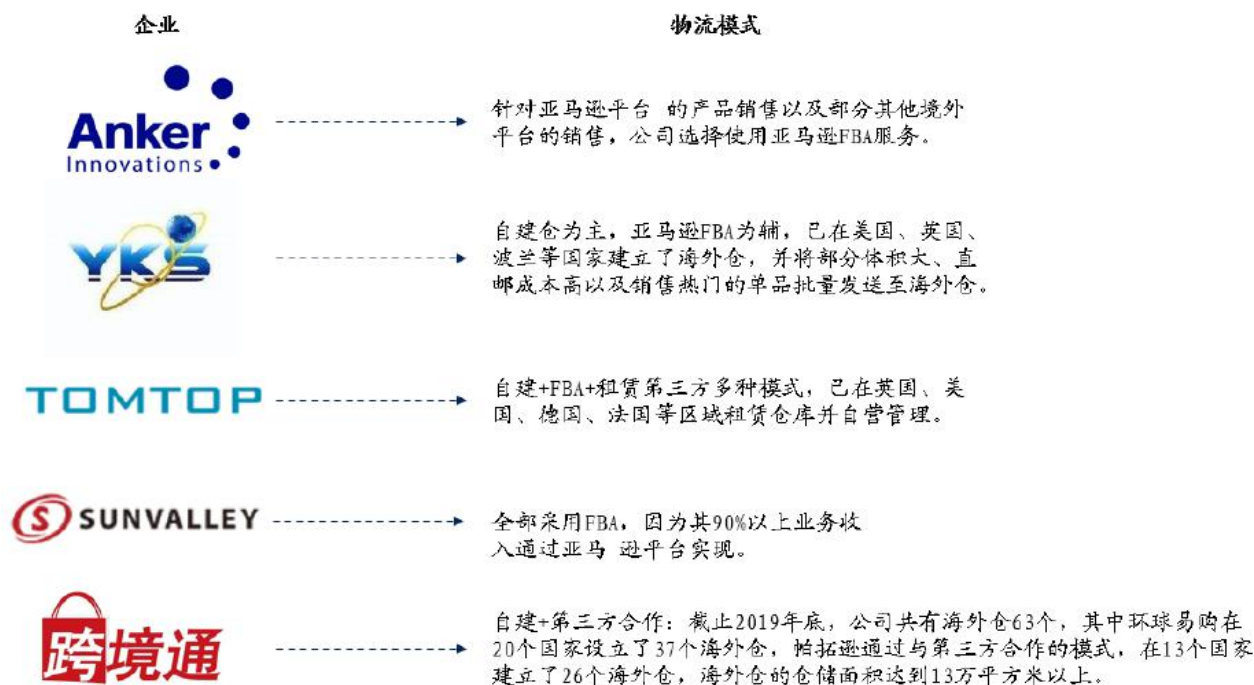 企业
物流模式
Anker
Innovations
针对亚马逊平台 的产品销售以及部分其他境外
平台的销售，公司选择使用亚马逊FBA服务。
YKS
自建仓为主，亚马逊FBA为辅，已在美国、英国、
波兰等国家建立了海外仓，并将部分体积大、直
邮成本高以及销售热门的单品批量发送至海外仓。
TOMTOP
自建+FBA+租赁第三方多种模式，已在英国、美
国、德国、法国等区域租赁仓库并自营管理。
SUNVALLEY
全部采用FBA，因为其90%以上业务收
入通过亚马 逊平台实现。
跨境通
自建+第三方合作：截止2019年底，公司共有海外仓63个，其中环球易购在
20个国家设立了37个海外仓，帕拓逊通过与第三方合作的模式，在13个国家
建立了26个海外仓，海外仓的仓储面积达到13万平方米以上。